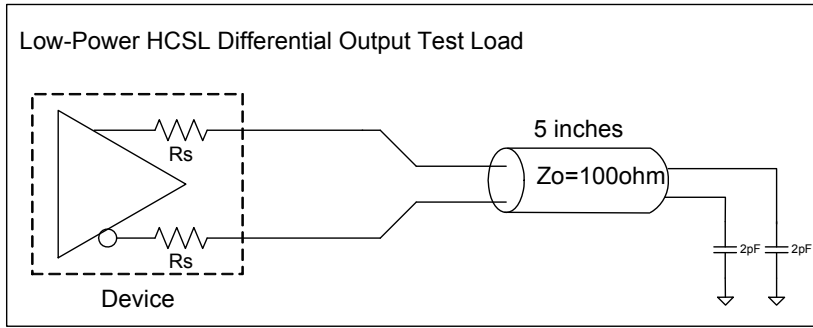 Low-Power HCSL Differential Output Test Load
Rs
5 inches
Zo=100ohm
Rs
2pF 2pF
Device